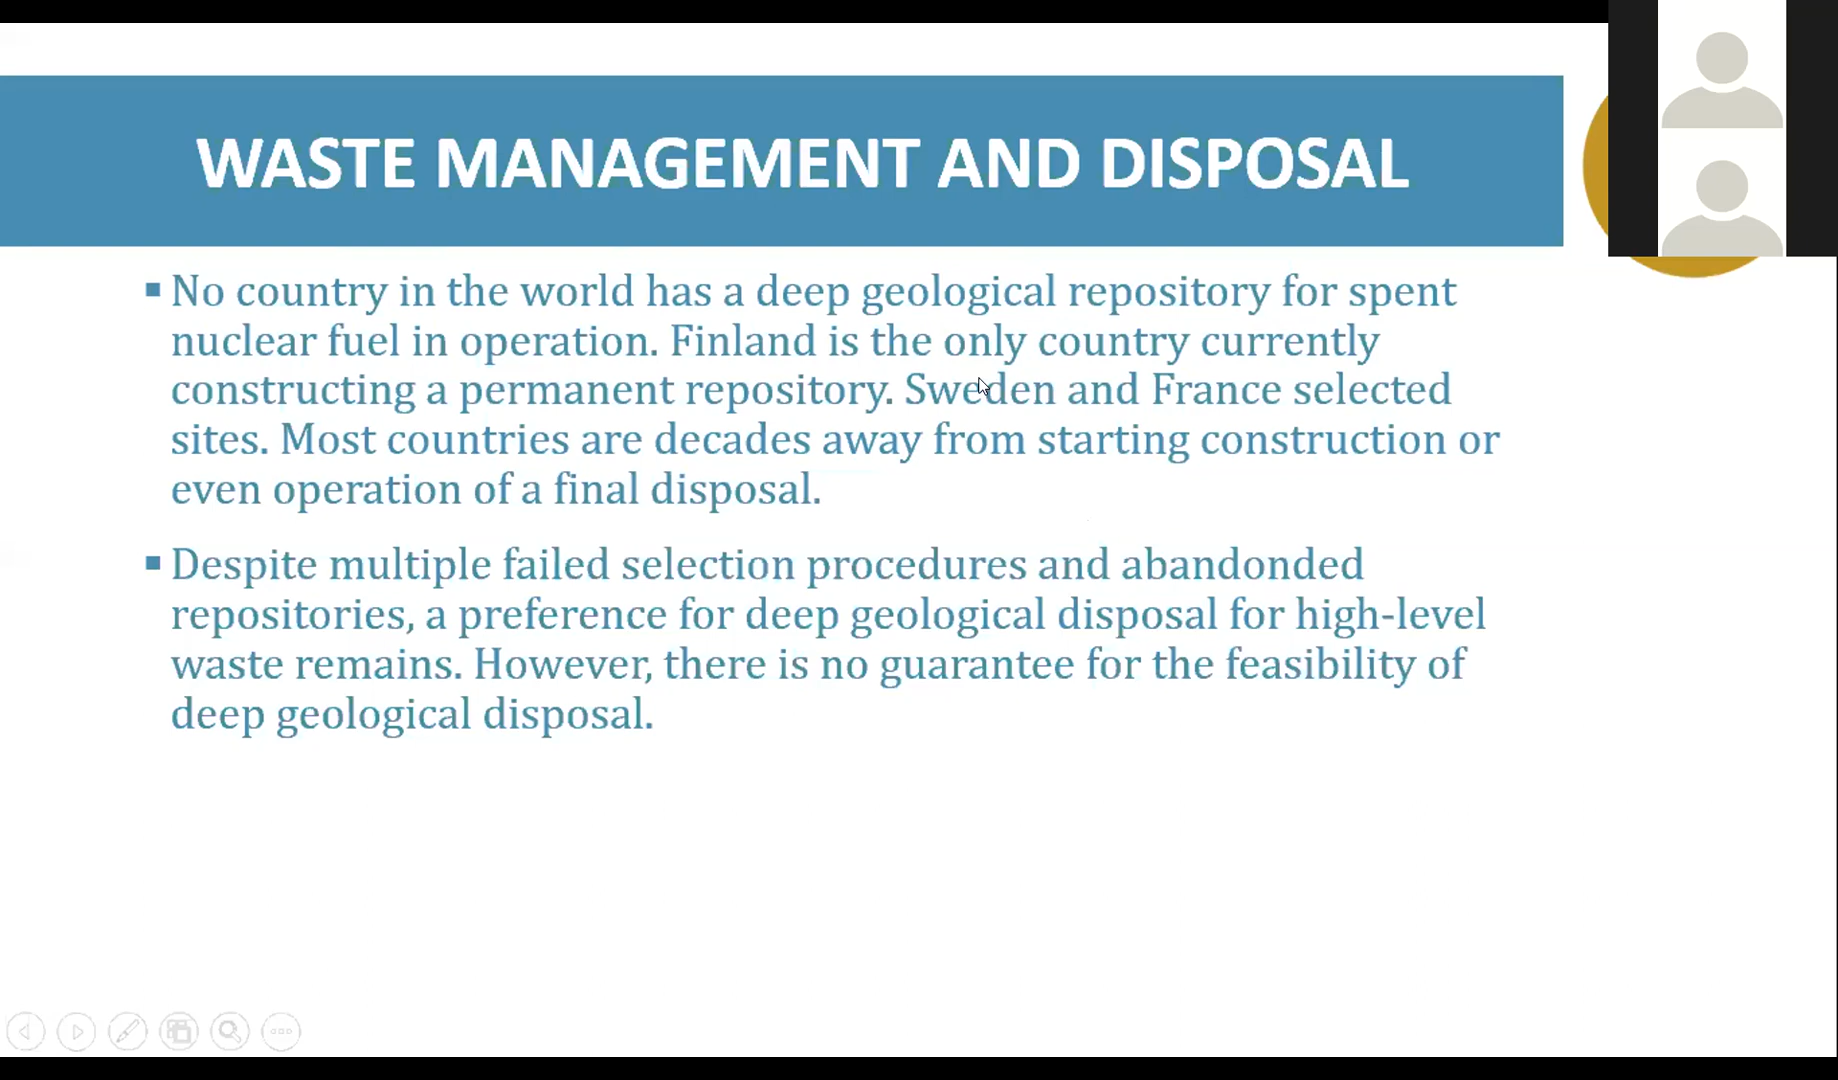 WASTE MANAGEMENT AND DISPOSAL
▪ No country in the world has a deep geological repository for spent
nuclear fuel in operation. Finland is the only country currently
constructing a permanent repository. Sweden and France selected
sites. Most countries are decades away from starting construction or
even operation of a final disposal.
▪ Despite multiple failed selection procedures and abandonded
repositories, a preference for deep geological disposal for high-level
waste remains. However, there is no guarantee for the feasibility of
deep geological disposal.